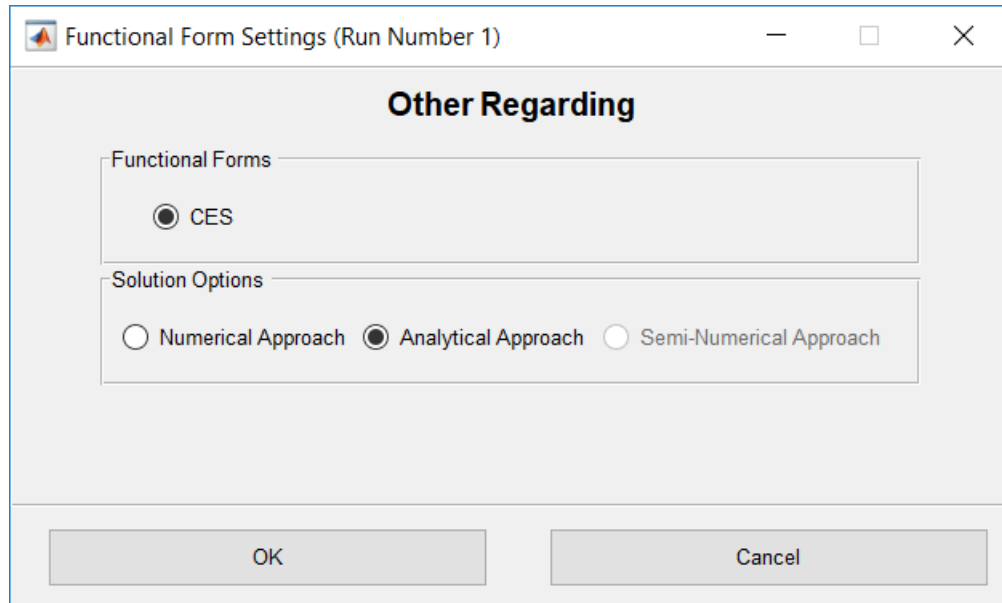 Functional Form Settings (Run Number 1)
Other Regarding
Functional Forms
CES
Solution Options
Numerical Approach Analytical Approach Semi-Numerical Approach
OK Cancel